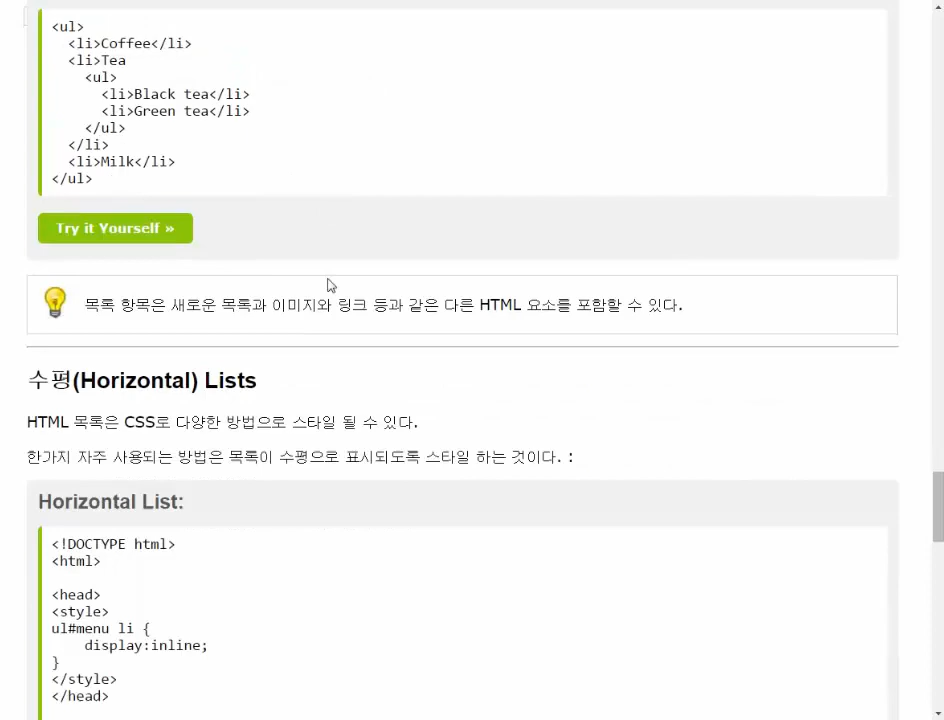 <ul>
  <li>Coffee</li>
  <li>Tea
    <ul>
      <li>Black tea</li>
      <li>Green tea</li>
    </ul>
  </li>
  <li>Milk</li>
</ul>
Try it Yourself »
목록 항목은 새로운 목록과 이미지와 링크 등과 같은 다른 HTML 요소를 포함할 수 있다.
수평(Horizontal) Lists
HTML 목록은 CSS로 다양한 방법으로 스타일 될 수 있다.
한가지 자주 사용되는 방법은 목록이 수평으로 표시되도록 스타일 하는 것이다. :
Horizontal List:
<!DOCTYPE html>
<html>
<head>
<style>
ul#menu li {
    display:inline;
}
</style>
</head>